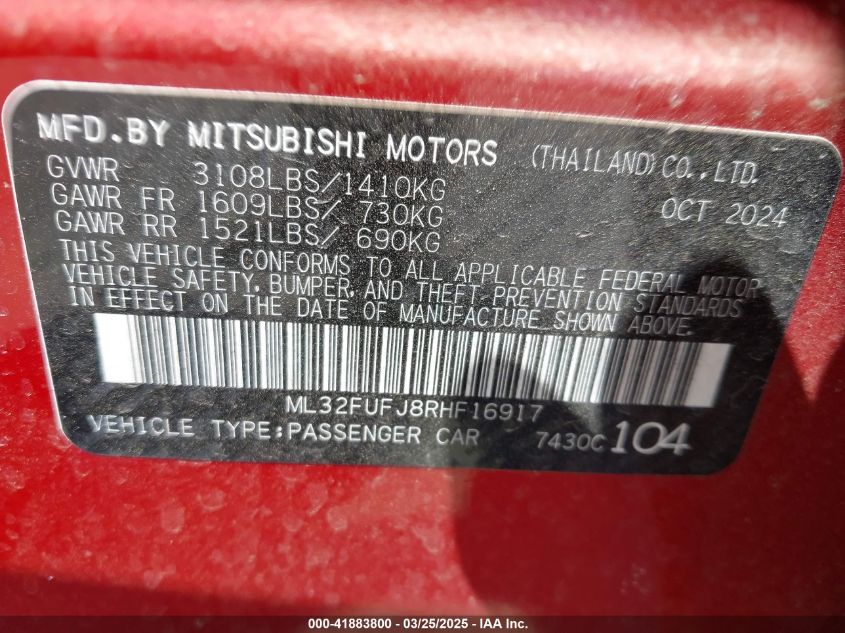 MFD.BY MITSUBISHI MOTORS (THAILAND) CO.,LTD.
GVWR 3108LBS/1410KG OCT 2024
GAWR FR 1609LBS/ 730KG
GAWR RR 1521LBS/ 690KG
THIS VEHICLE CONFORMS TO ALL APPLICABLE FEDERAL MOTOR
VEHICLE SAFETY, BUMPER, AND THEFT PREVENTION STANDARDS
IN EFFECT ON THE DATE OF MANUFACTURE SHOWN ABOVE.
ML32FUFJ8RHF16917
VEHICLE TYPE:PASSENGER CAR 7430C 104
000-41883800 / 03/25/2025 - IAA Inc.